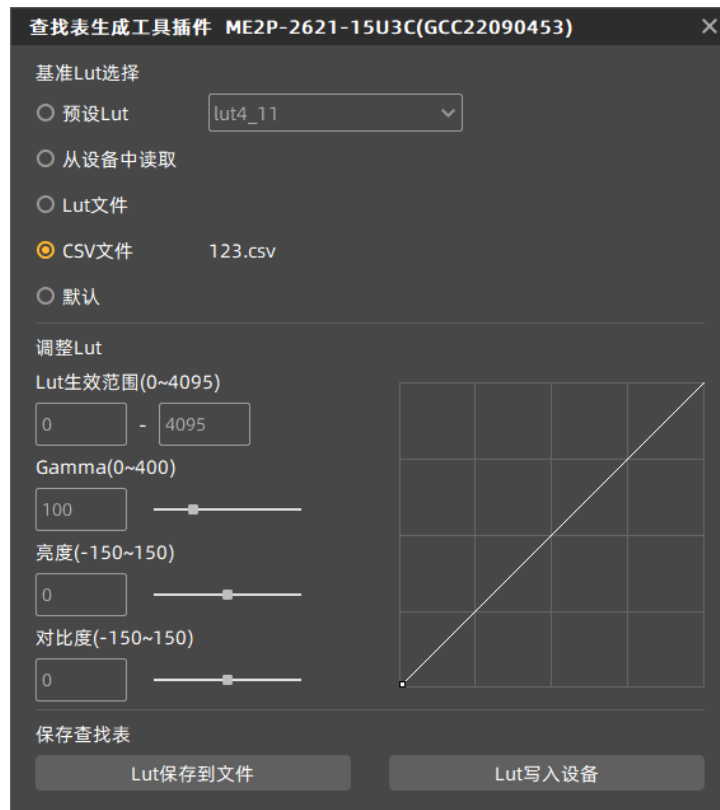 查找表生成工具插件 ME2P-2621-15U3C(GCC22090453)
基准Lut选择
预设Lut lut4_11
从设备中读取
Lut文件
CSV文件 123.csv
默认
调整Lut
Lut生效范围(0~4095)
0 - 4095
Gamma(0~400)
100
亮度(-150~150)
0
对比度(-150~150)
0
保存查找表
Lut保存到文件 Lut写入设备